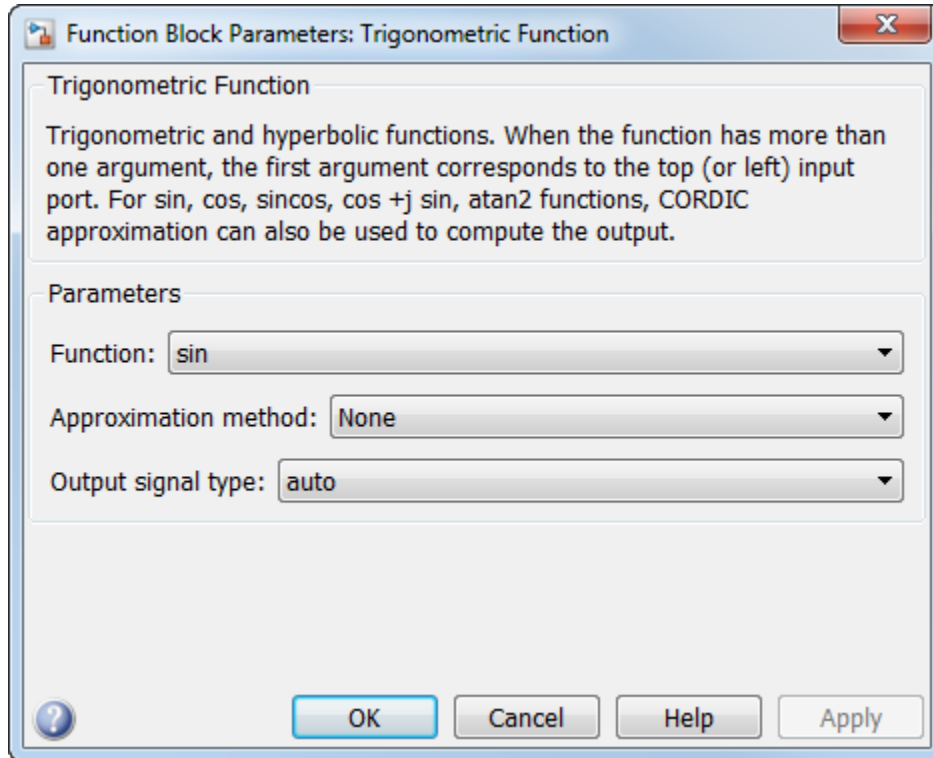 Function Block Parameters: Trigonometric Function
Trigonometric Function
Trigonometric and hyperbolic functions. When the function has more than
one argument, the first argument corresponds to the top (or left) input
port. For sin, cos, sincos, cos +j sin, atan2 functions, CORDIC
approximation can also be used to compute the output.
Parameters
Function: sin
Approximation method: None
Output signal type: auto
OK Cancel Help Apply